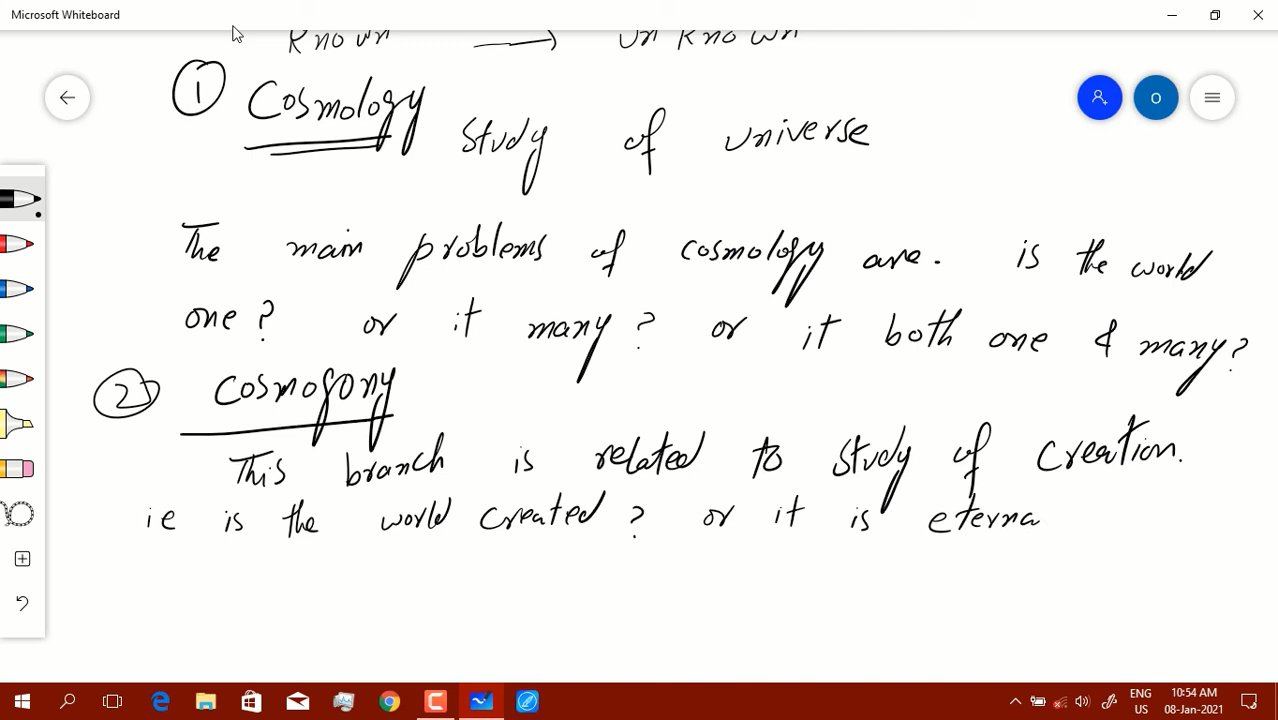 Microsoft Whiteboard
Known → Unknown
① Cosmology
Study of universe
The main problems of cosmology are. is the world
one? or it many? or it both one & many?
② Cosmogony
This branch is related to study of creation.
ie is the world created? or it is eterna
O
ENG
US
10:54 AM
08-Jan-2021